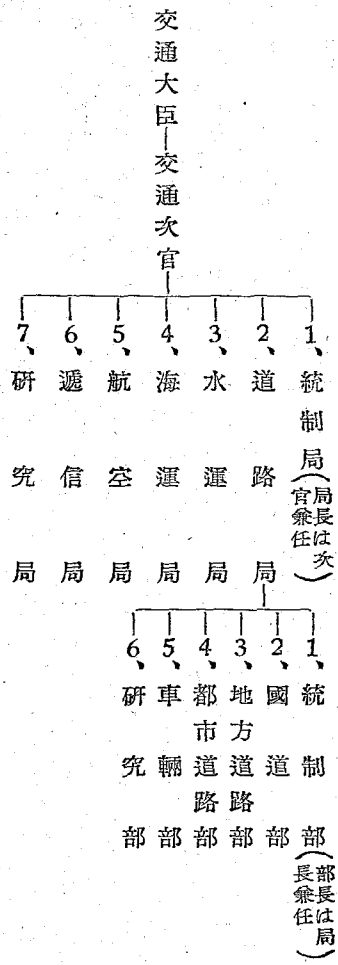 交通大臣—交通次官
1、統制局(局長は次官兼任)
2、道路局
3、水運局
4、海運局
5、航空局
6、遞信局
7、研究局
1、統制部(部長は局長兼任)
2、國道部
3、地方道路部
4、都市道路部
5、車輛部
6、研究部